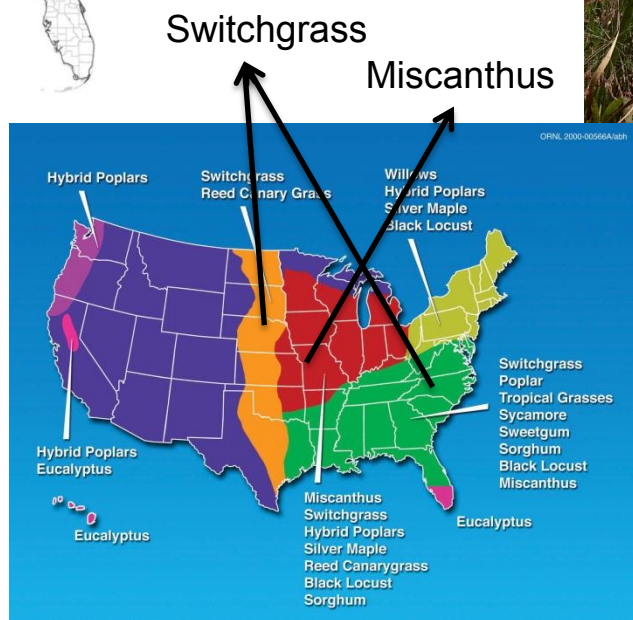 Switchgrass
Miscanthus
ORNL 2000-00566A/abh
Hybrid Poplars
Switchgrass
Reed Canary Grass
Willows
Hybrid Poplars
Silver Maple
Black Locust
Switchgrass
Poplar
Tropical Grasses
Sycamore
Sweetgum
Sorghum
Black Locust
Miscanthus
Hybrid Poplars
Eucalyptus
Eucalyptus
Miscanthus
Switchgrass
Hybrid Poplars
Silver Maple
Reed Canarygrass
Black Locust
Sorghum
Eucalyptus